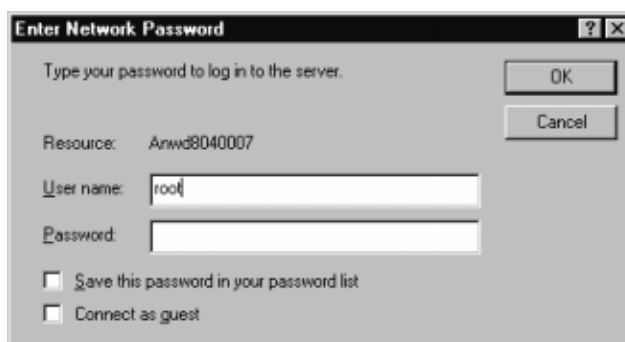 Enter Network Password
? X
Type your password to log in to the server.
OK
Cancel
Resource: Anwd8040007
User name: root
Password:
Save this password in your password list
Connect as guest